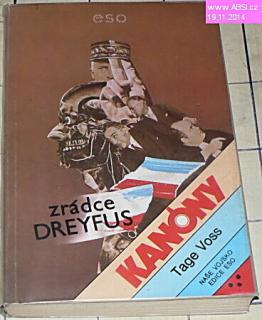 www.ABSi.cz
19.11.2014
eso
zrádce
DREYFUS
KANÓNY
Tage Voss
NAŠE VOJSKO
EDICE ESO